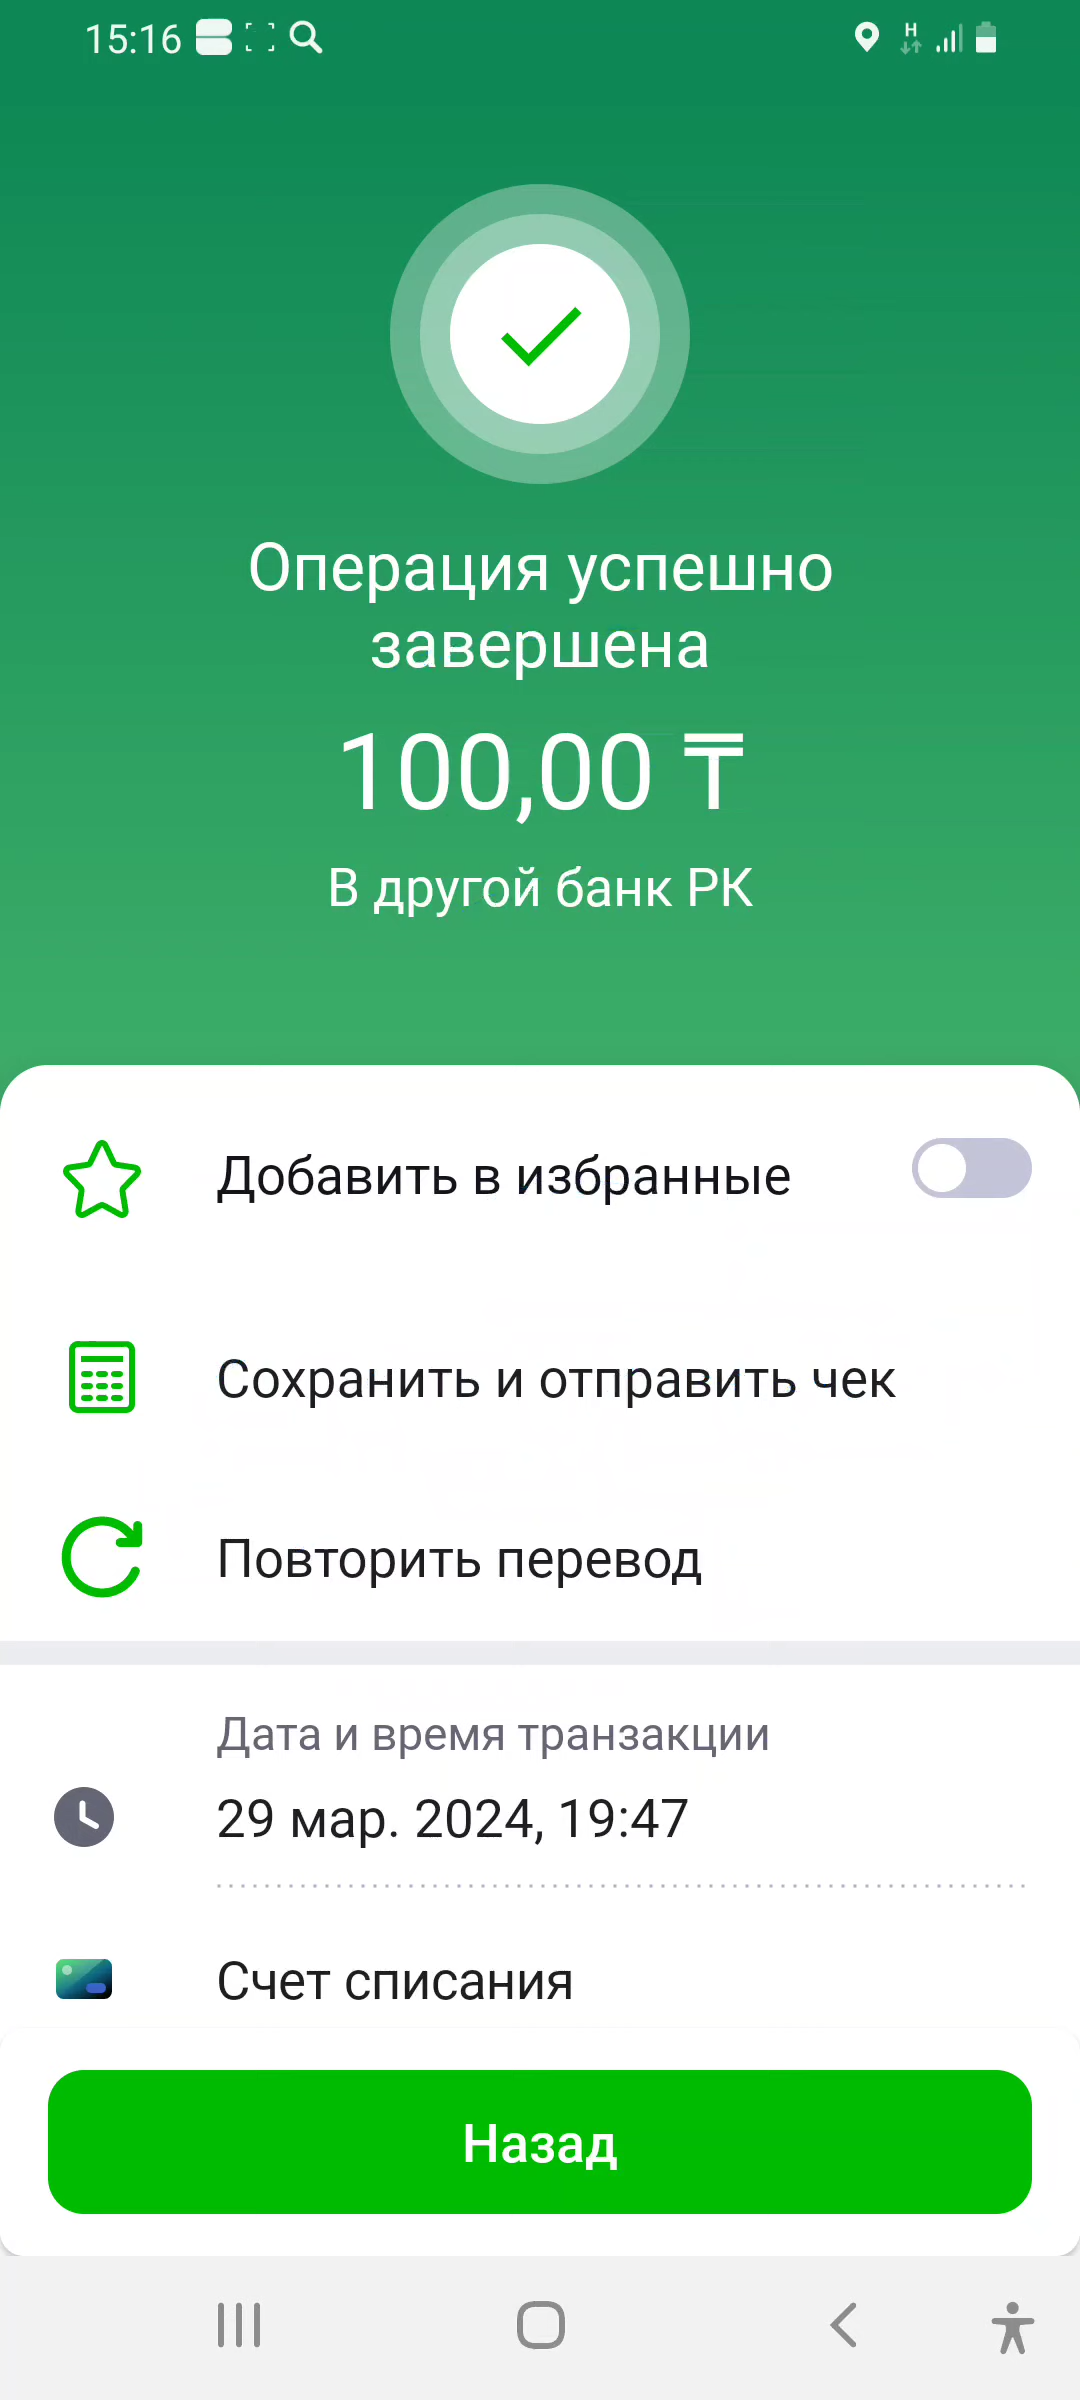 15:16
H
Операция успешно
завершена
100,00 ₸
В другой банк РК
Добавить в избранные
Сохранить и отправить чек
Повторить перевод
Дата и время транзакции
29 мар. 2024, 19:47
Счет списания
Назад